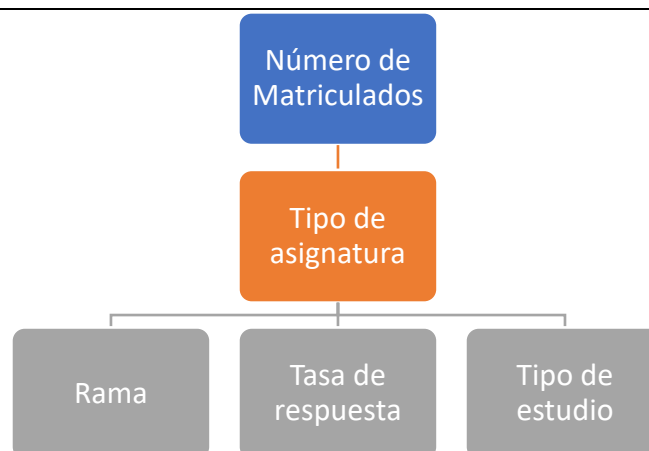 Número de
Matriculados
Tipo de
asignatura
Rama
Tasa de
respuesta
Tipo de
estudio